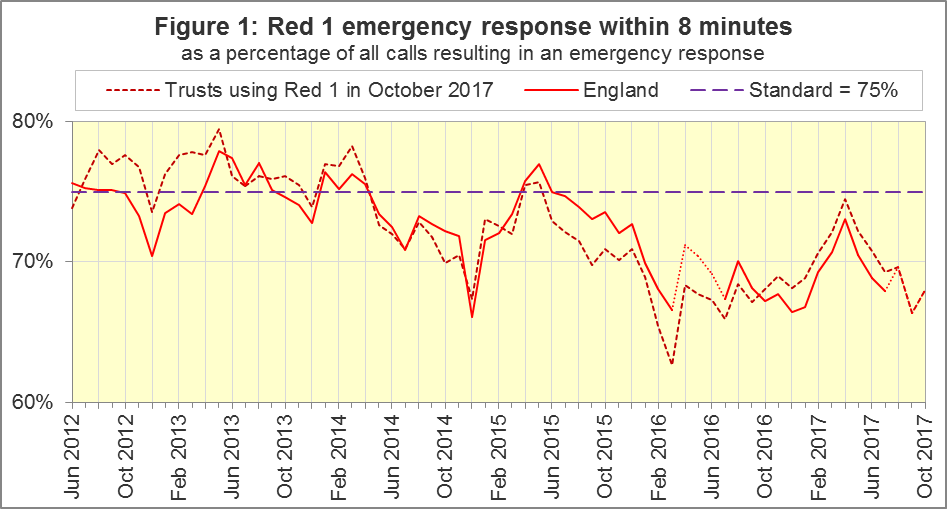 Figure 1: Red 1 emergency response within 8 minutes
as a percentage of all calls resulting in an emergency response
Trusts using Red 1 in October 2017 England Standard = 75%
80%
70%
60%
Jun 2012
Oct 2012
Feb 2013
Jun 2013
Oct 2013
Feb 2014
Jun 2014
Oct 2014
Feb 2015
Jun 2015
Oct 2015
Feb 2016
Jun 2016
Oct 2016
Feb 2017
Jun 2017
Oct 2017